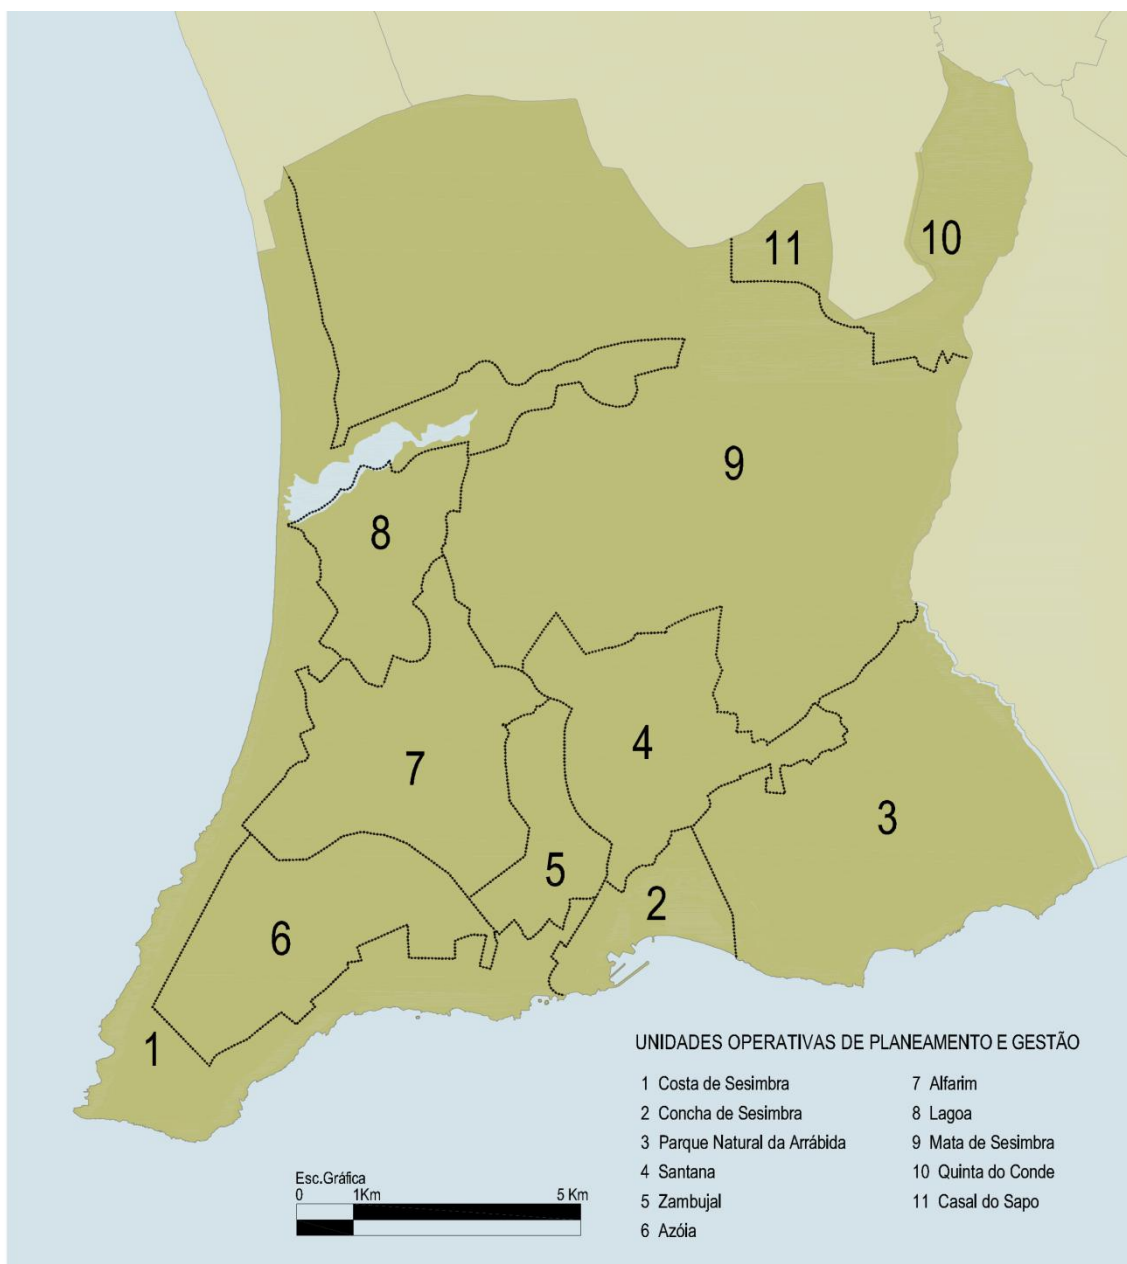 11
10
9
8
4
7
3
5
2
6
1
UNIDADES OPERATIVAS DE PLANEAMENTO E GESTÃO
1 Costa de Sesimbra
2 Concha de Sesimbra
3 Parque Natural da Arrábida
4 Santana
5 Zambujal
6 Azóia
7 Alfarim
8 Lagoa
9 Mata de Sesimbra
10 Quinta do Conde
11 Casal do Sapo
Esc.Gráfica
0 1Km 5 Km